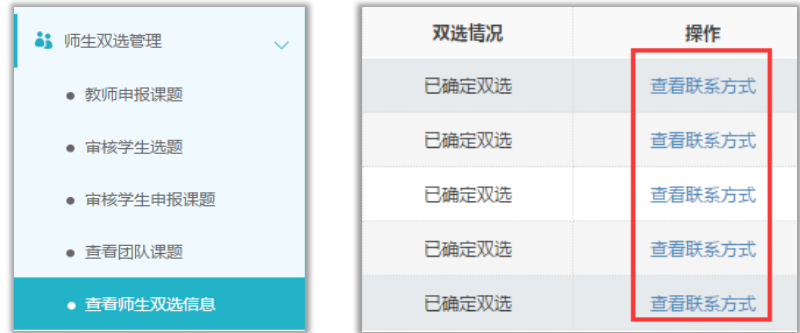 师生双选管理
教师申报课题
审核学生选题
审核学生申报课题
查看团队课题
查看师生双选信息
双选情况 操作
已确定双选 查看联系方式
已确定双选 查看联系方式
已确定双选 查看联系方式
已确定双选 查看联系方式
已确定双选 查看联系方式